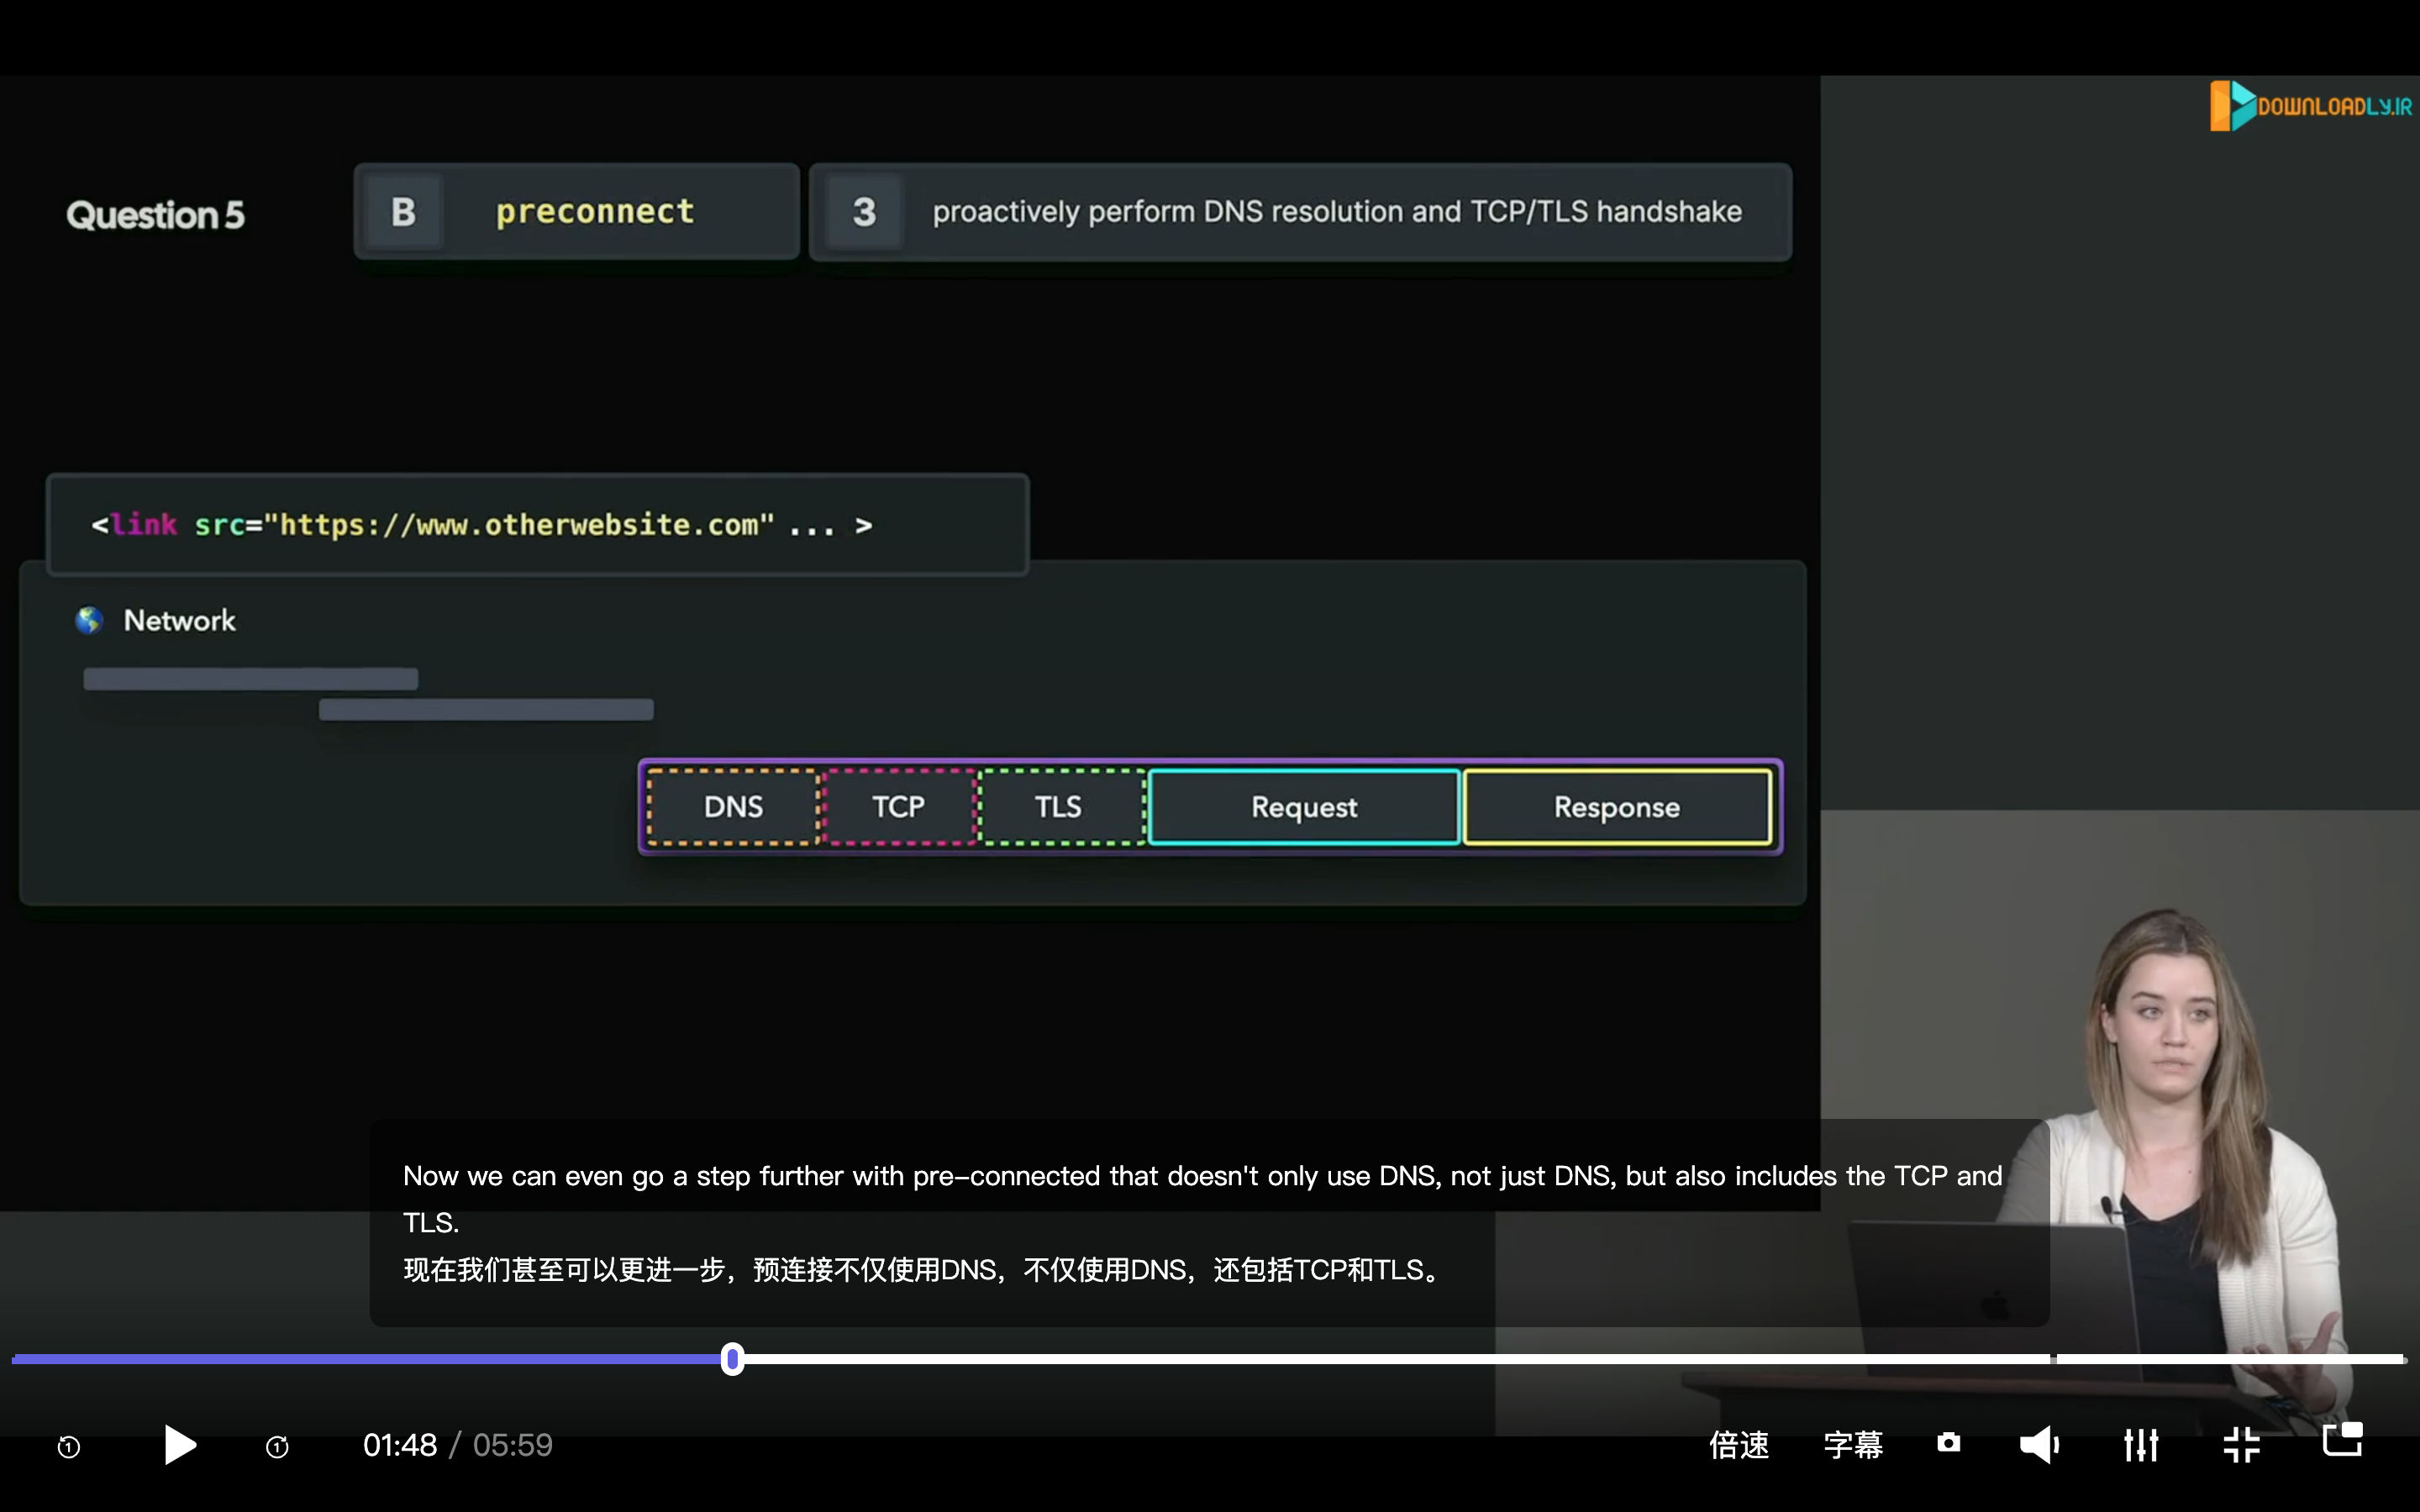 DOWNLOADLY.IR
Question 5
B
preconnect
3
proactively perform DNS resolution and TCP/TLS handshake
<link src="https://www.otherwebsite.com" ... >
Network
DNS
TCP
TLS
Request
Response
Now we can even go a step further with pre-connected that doesn't only use DNS, not just DNS, but also includes the TCP and
TLS.
现在我们甚至可以更进一步，预连接不仅使用DNS，不仅使用DNS，还包括TCP和TLS。
1
1
01:48 / 05:59
倍速
字幕